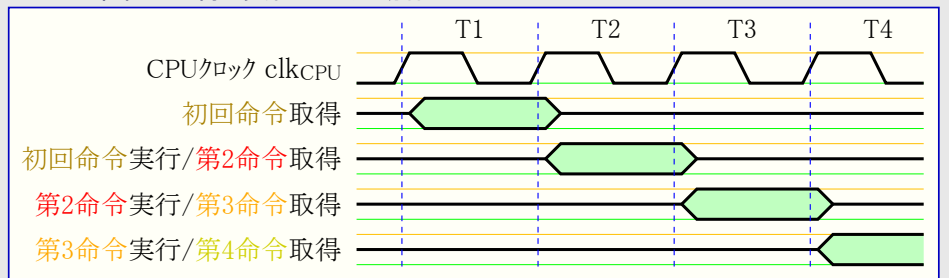 T1 T2 T3 T4
CPUクロック clkCPU
初回命令取得
初回命令実行/第2命令取得
第2命令実行/第3命令取得
第3命令実行/第4命令取得